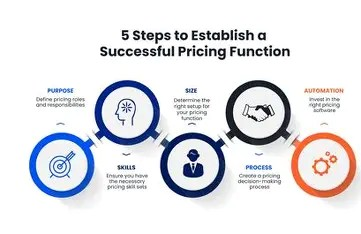 5 Steps to Establish a
Successful Pricing Function
PURPOSE
Define pricing roles
and responsibilities
SKILLS
Ensure you have
the necessary
pricing skill sets
SIZE
Determine the
right setup for your
pricing
function
PROCESS
Create a pricing
decision-making
process
AUTOMATION
Invest in the
right pricing
software